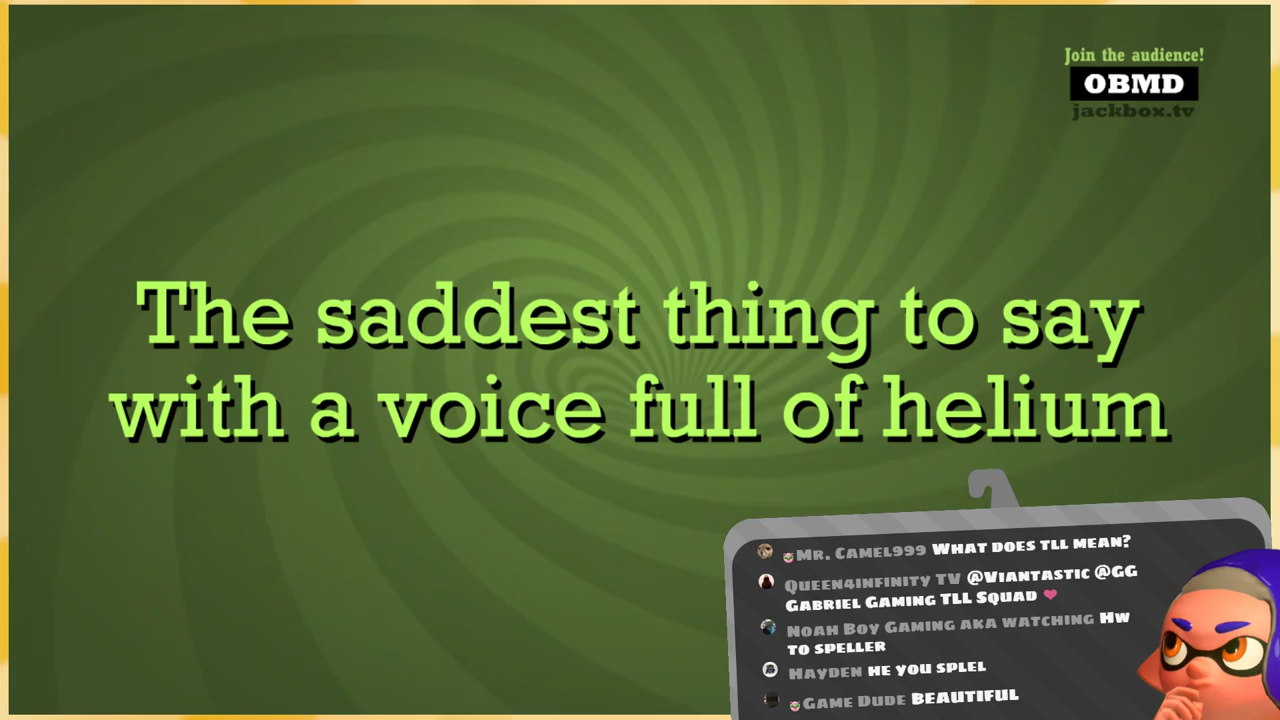 Join the audience!
OBMD
jackbox.tv
The saddest thing to say
with a voice full of helium
Mr. Camel999 What does tll mean?
Queen4infinity TV @Viantastic @GG
Gabriel Gaming TLL Squad ❤
Noah Boy Gaming aka watching Hw
to speller
Hayden he you splel
Game Dude BEAUTIFUL